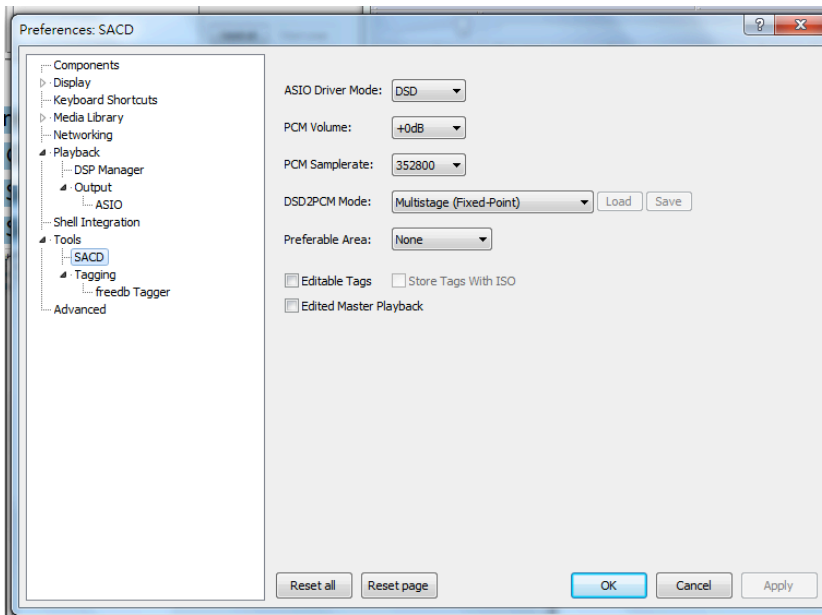 Preferences: SACD
Components
Display
Keyboard Shortcuts
Media Library
Networking
Playback
DSP Manager
Output
ASIO
Shell Integration
Tools
SACD
Tagging
freedb Tagger
Advanced
ASIO Driver Mode: DSD
PCM Volume: +0dB
PCM Samplerate: 352800
DSD2PCM Mode: Multistage (Fixed-Point) Load Save
Preferable Area: None
Editable Tags Store Tags With ISO
Edited Master Playback
Reset all Reset page OK Cancel Apply